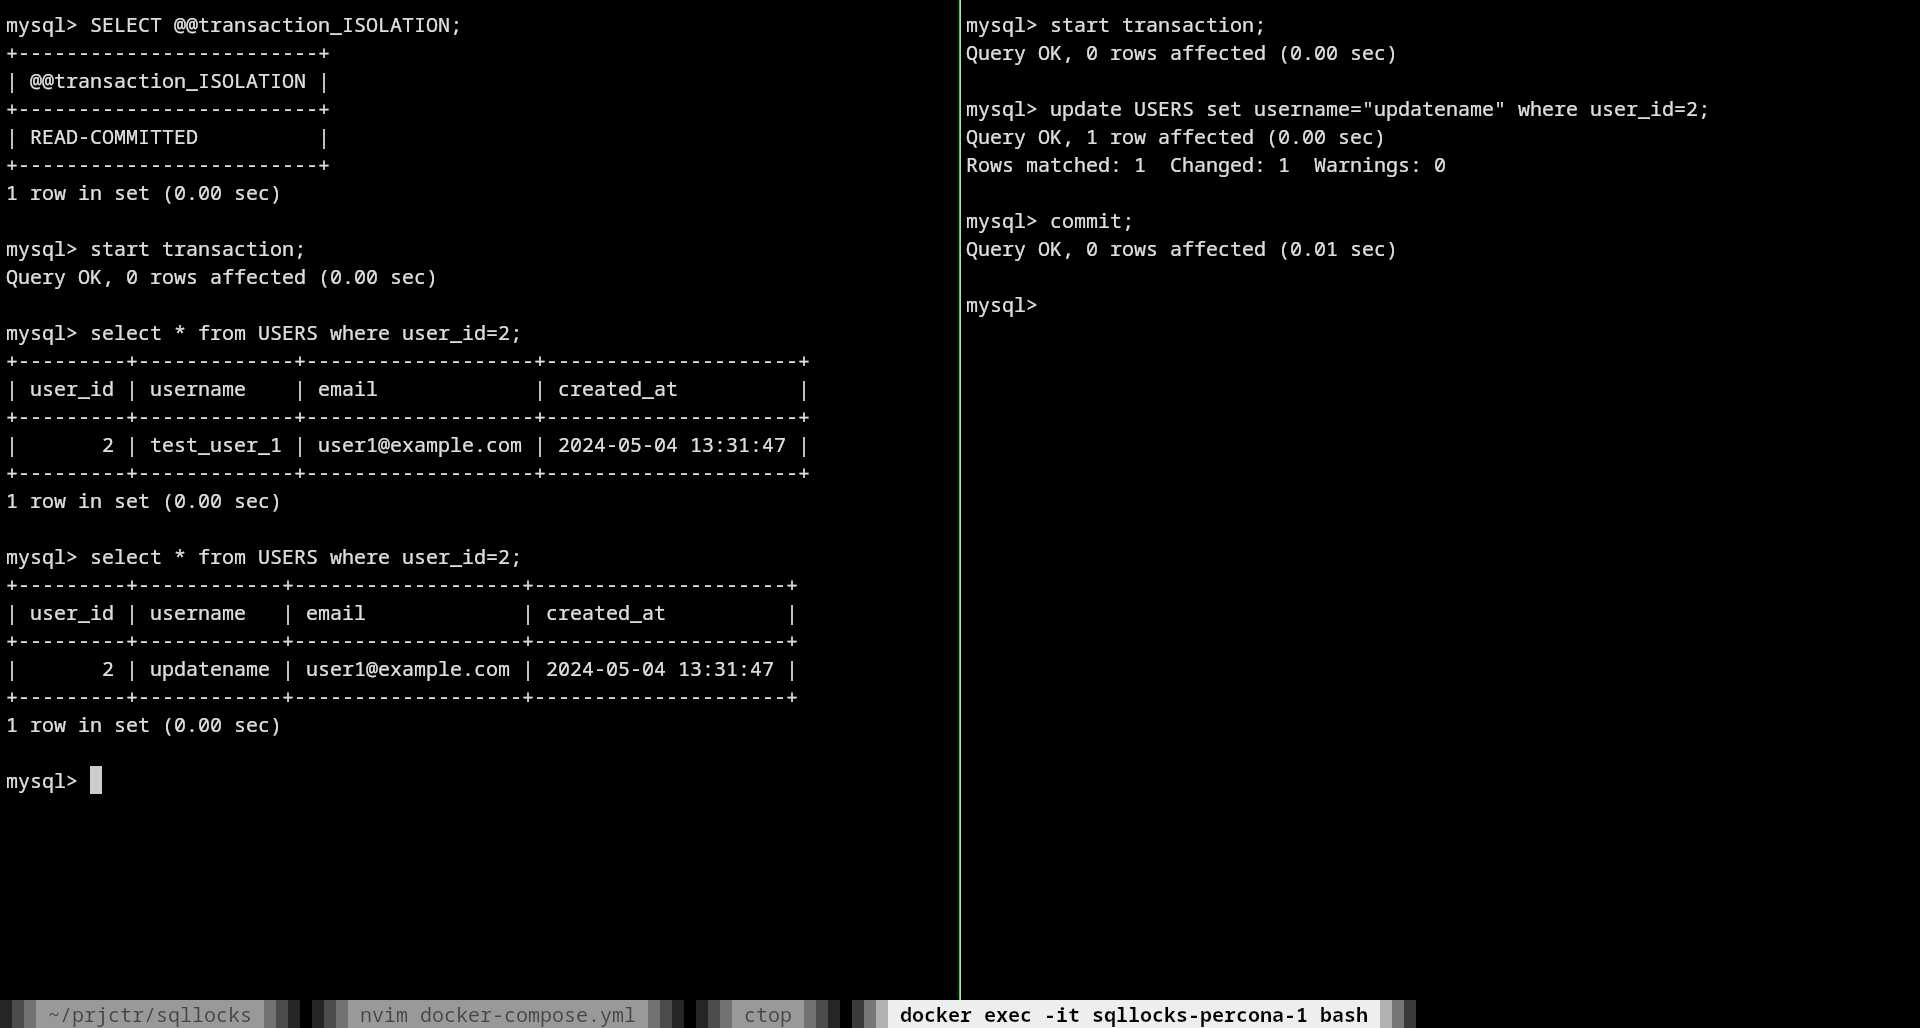 mysql> SELECT @@transaction_ISOLATION;
+-------------------------+
| @@transaction_ISOLATION |
+-------------------------+
| READ-COMMITTED          |
+-------------------------+
1 row in set (0.00 sec)
mysql> start transaction;
Query OK, 0 rows affected (0.00 sec)
mysql> select * from USERS where user_id=2;
+---------+-------------+-------------------+---------------------+
| user_id | username    | email             | created_at          |
+---------+-------------+-------------------+---------------------+
|       2 | test_user_1 | user1@example.com | 2024-05-04 13:31:47 |
+---------+-------------+-------------------+---------------------+
1 row in set (0.00 sec)
mysql> select * from USERS where user_id=2;
+---------+------------+-------------------+---------------------+
| user_id | username   | email             | created_at          |
+---------+------------+-------------------+---------------------+
|       2 | updatename | user1@example.com | 2024-05-04 13:31:47 |
+---------+------------+-------------------+---------------------+
1 row in set (0.00 sec)
mysql>
mysql> start transaction;
Query OK, 0 rows affected (0.00 sec)
mysql> update USERS set username="updatename" where user_id=2;
Query OK, 1 row affected (0.00 sec)
Rows matched: 1  Changed: 1  Warnings: 0
mysql> commit;
Query OK, 0 rows affected (0.01 sec)
mysql>
~/prjctr/sqllocks nvim docker-compose.yml ctop docker exec -it sqllocks-percona-1 bash